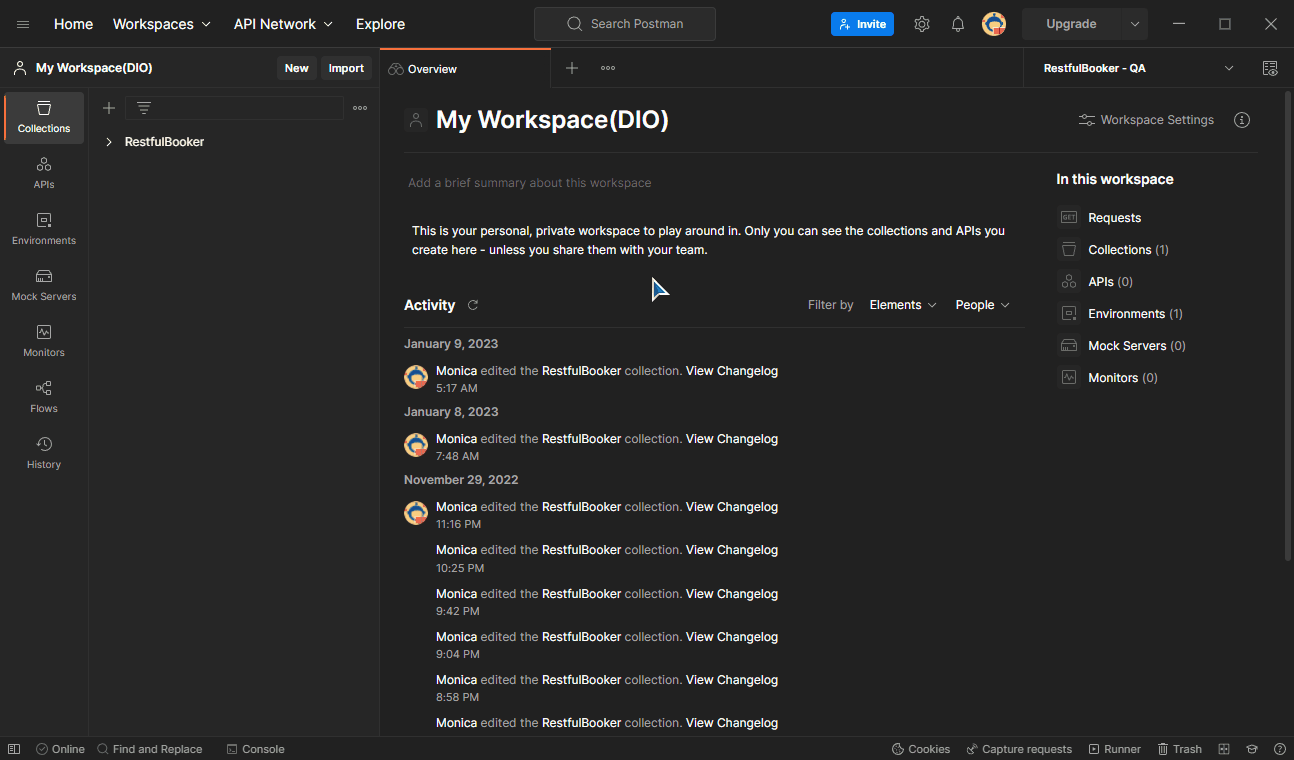 Home Workspaces API Network Explore Search Postman Invite Upgrade
My Workspace(DIO) New Import Overview RestfulBooker - QA
Collections
RestfulBooker
APIs
Environments
Mock Servers
Monitors
Flows
History
My Workspace(DIO)
Workspace Settings
Add a brief summary about this workspace
This is your personal, private workspace to play around in. Only you can see the collections and APIs you
create here - unless you share them with your team.
Activity Filter by Elements People
January 9, 2023
Monica edited the RestfulBooker collection. View Changelog
5:17 AM
January 8, 2023
Monica edited the RestfulBooker collection. View Changelog
7:48 AM
November 29, 2022
Monica edited the RestfulBooker collection. View Changelog
11:16 PM
Monica edited the RestfulBooker collection. View Changelog
10:25 PM
Monica edited the RestfulBooker collection. View Changelog
9:42 PM
Monica edited the RestfulBooker collection. View Changelog
9:04 PM
Monica edited the RestfulBooker collection. View Changelog
8:58 PM
Monica edited the RestfulBooker collection. View Changelog
In this workspace
GET Requests
Collections (1)
APIs (0)
Environments (1)
Mock Servers (0)
Monitors (0)
Online Find and Replace Console Cookies Capture requests Runner Trash